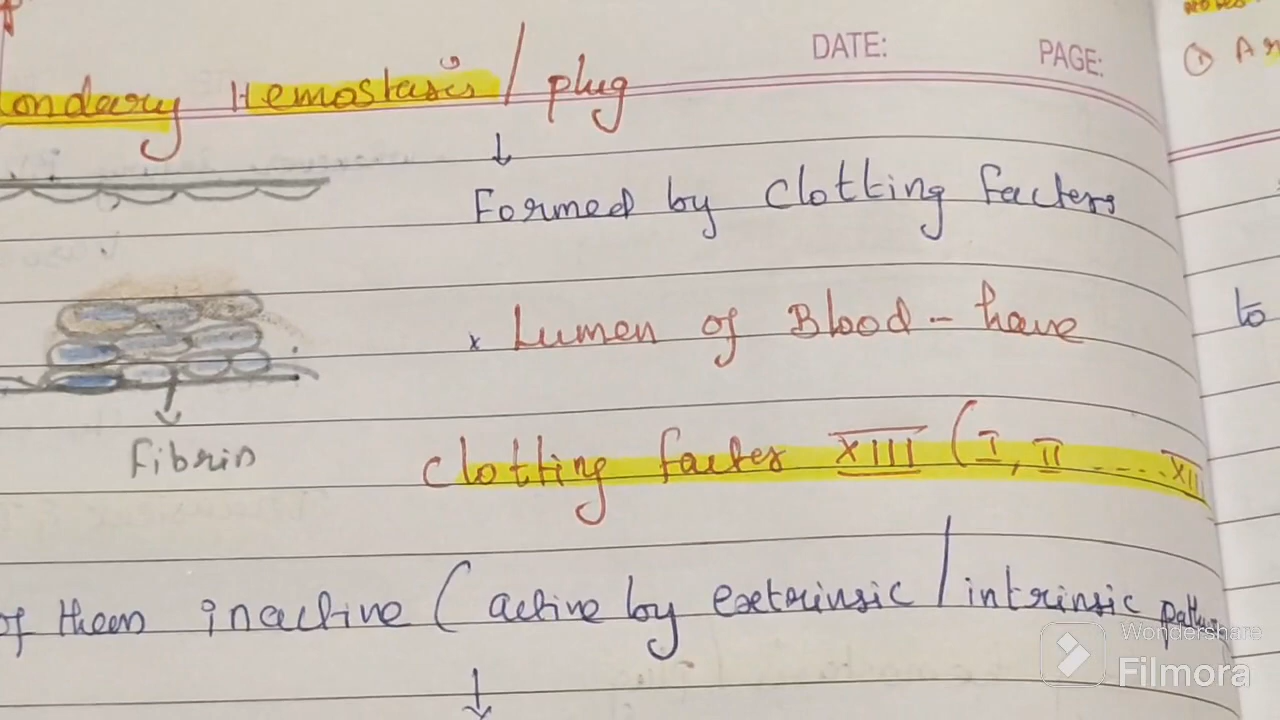 DATE: PAGE:
ondary Hemostasis / plug
↓
Formed by clotting factors
x Lumen of Blood - have
Fibrin
clotting factor XIII (I, II ....XII
of them inactive ( active by extrinsic / intrinsic
↓
to
Wondershare
Filmora